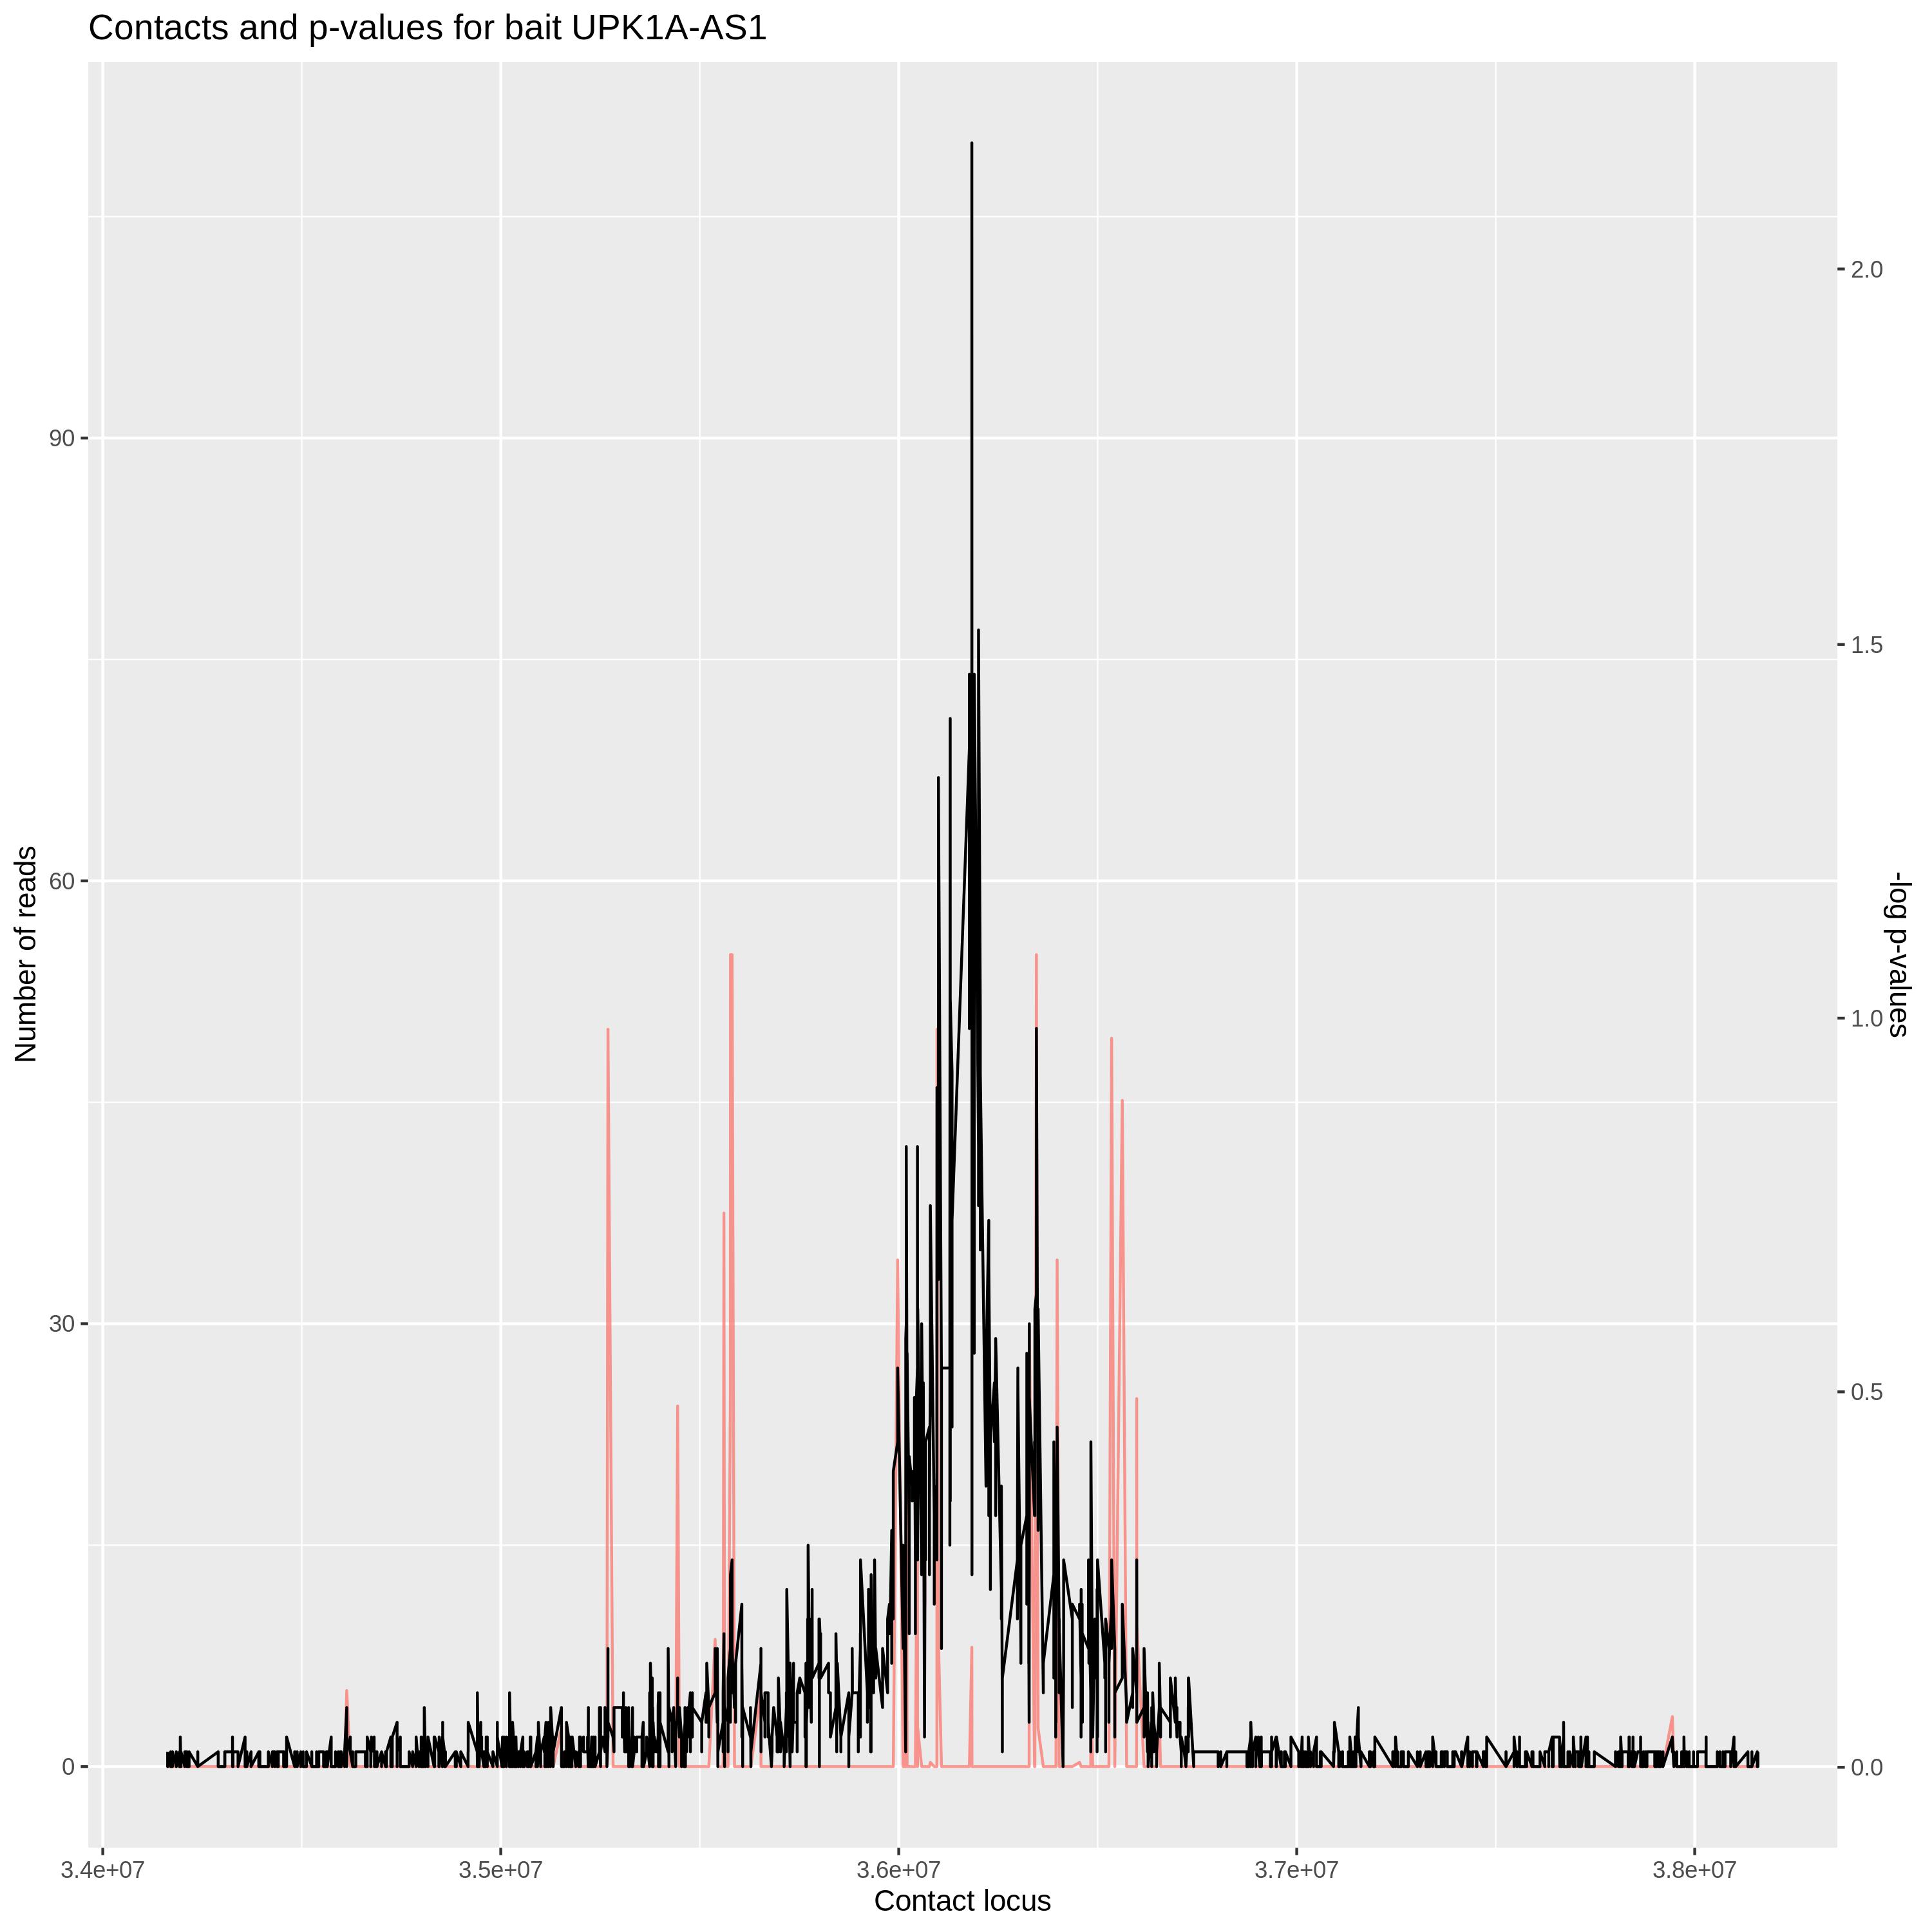 Contacts and p-values for bait UPK1A-AS1
Number of reads
90
60
30
0
2.0
1.5
1.0
0.5
0.0
-log p-values
3.4e+07
3.5e+07
3.6e+07
3.7e+07
3.8e+07
Contact locus